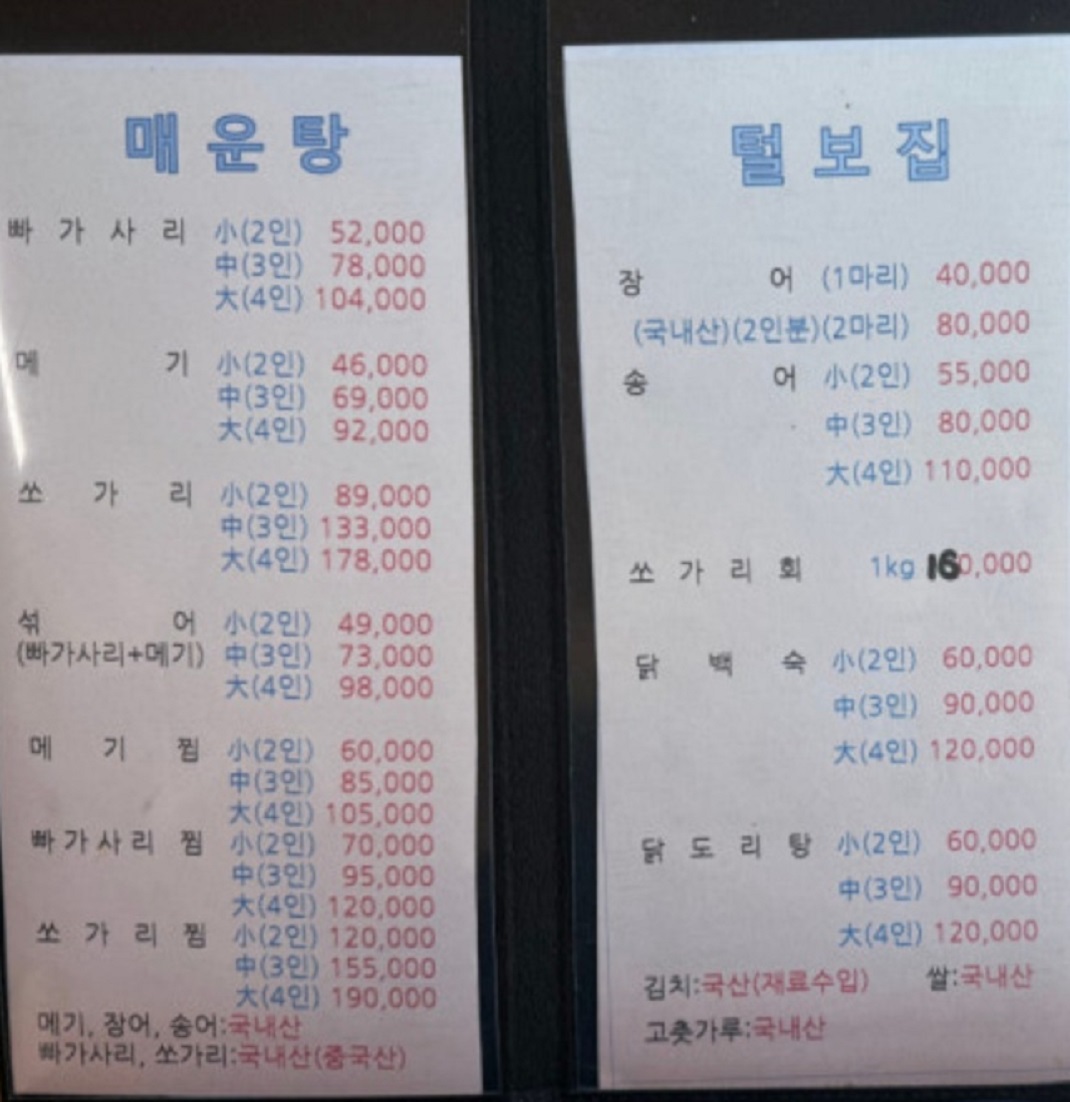 매운탕
빠가사리 小(2인) 52,000
中(3인) 78,000
大(4인) 104,000
메기 小(2인) 46,000
中(3인) 69,000
大(4인) 92,000
쏘가리 小(2인) 89,000
中(3인) 133,000
大(4인) 178,000
섞어 小(2인) 49,000
(빠가사리+메기) 中(3인) 73,000
大(4인) 98,000
메기찜 小(2인) 60,000
中(3인) 85,000
大(4인) 105,000
빠가사리찜 小(2인) 70,000
中(3인) 95,000
大(4인) 120,000
쏘가리찜 小(2인) 120,000
中(3인) 155,000
大(4인) 190,000
메기, 장어, 송어:국내산
빠가사리, 쏘가리:국내산(중국산)
털보집
장어 (1마리) 40,000
(국내산)(2인분)(2마리) 80,000
송어 小(2인) 55,000
中(3인) 80,000
大(4인) 110,000
쏘가리회 1kg 160,000
닭백숙 小(2인) 60,000
中(3인) 90,000
大(4인) 120,000
닭도리탕 小(2인) 60,000
中(3인) 90,000
大(4인) 120,000
김치:국산(재료수입) 쌀:국내산
고춧가루:국내산